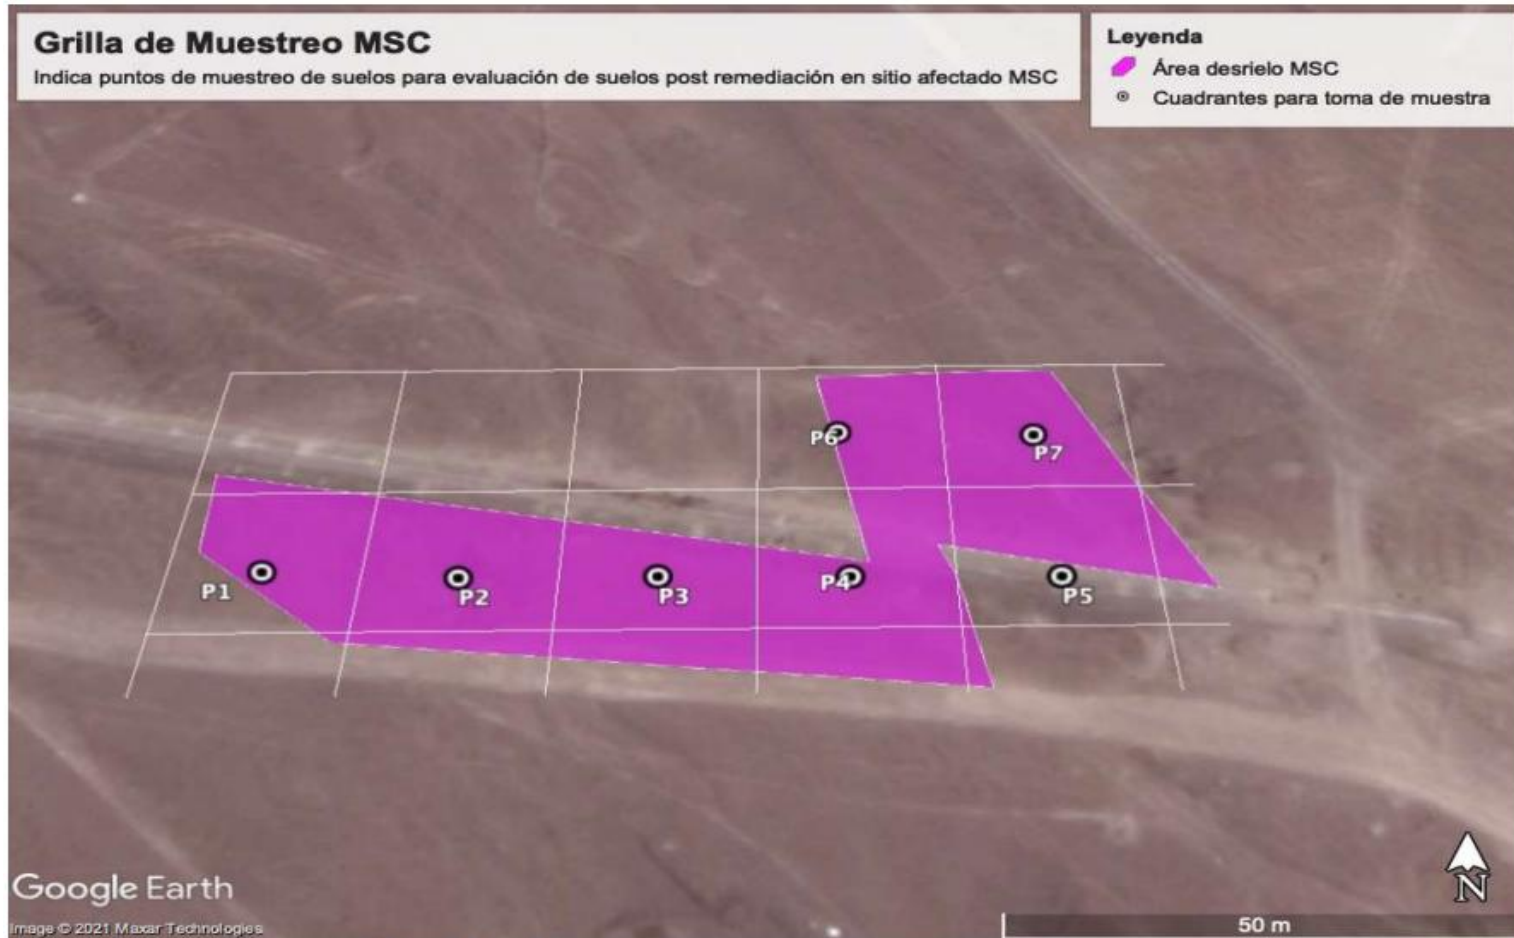 Grilla de Muestreo MSC
Indica puntos de muestreo de suelos para evaluación de suelos post remediación en sitio afectado MSC
Leyenda
Área desrielo MSC
Cuadrantes para toma de muestra
P6
P7
P1
P2
P3
P4
P5
Google Earth
Image © 2021 Maxar Technologies
N
50 m